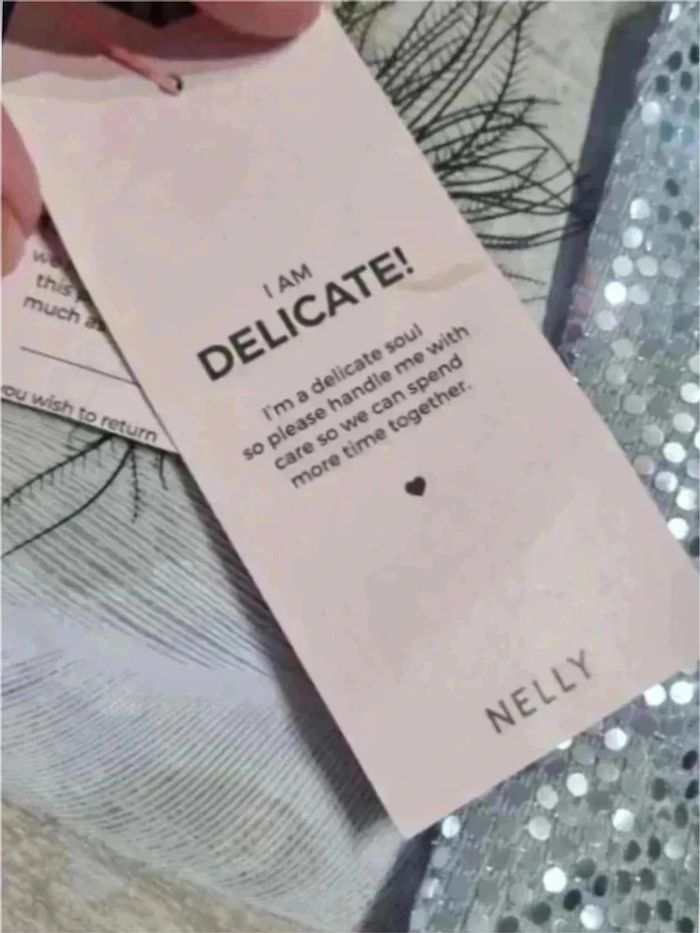 I AM
DELICATE!
I'm a delicate soul
so please handle me with
care so we can spend
more time together.
NELLY
this
much as
ou wish to return